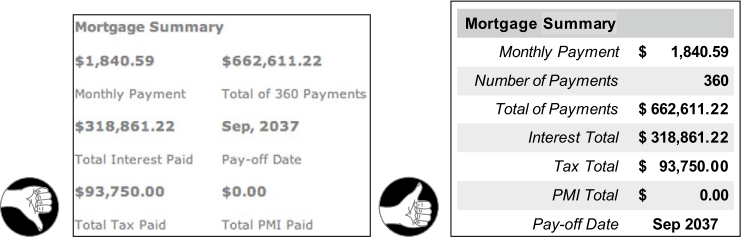 Mortgage Summary
$1,840.59 $662,611.22
Monthly Payment Total of 360 Payments
$318,861.22 Sep, 2037
Total Interest Paid Pay-off Date
$93,750.00 $0.00
Total Tax Paid Total PMI Paid
Mortgage Summary
Monthly Payment $ 1,840.59
Number of Payments 360
Total of Payments $ 662,611.22
Interest Total $ 318,861.22
Tax Total $ 93,750.00
PMI Total $ 0.00
Pay-off Date Sep 2037